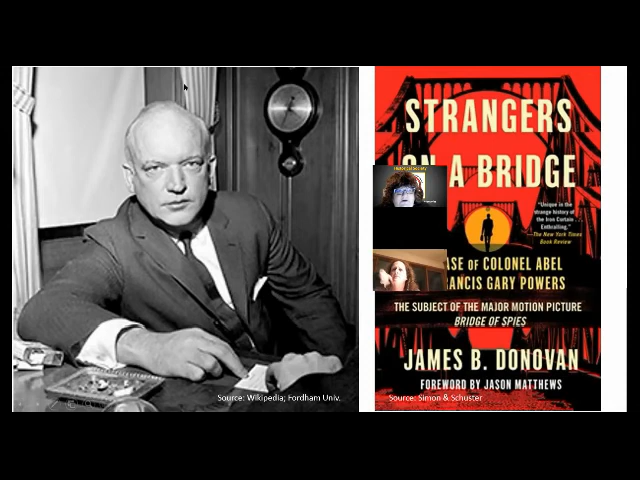 STRANGERS
ON A BRIDGE
"Unique in the
strange history of
the Iron Curtain...
Enthralling."
—The New York Times
Book Review
ASE OF COLONEL ABEL
ANCIS GARY POWERS
THE SUBJECT OF THE MAJOR MOTION PICTURE
BRIDGE OF SPIES
JAMES B. DONOVAN
FOREWORD BY JASON MATTHEWS
Source: Wikipedia; Fordham Univ.
Source: Simon & Schuster